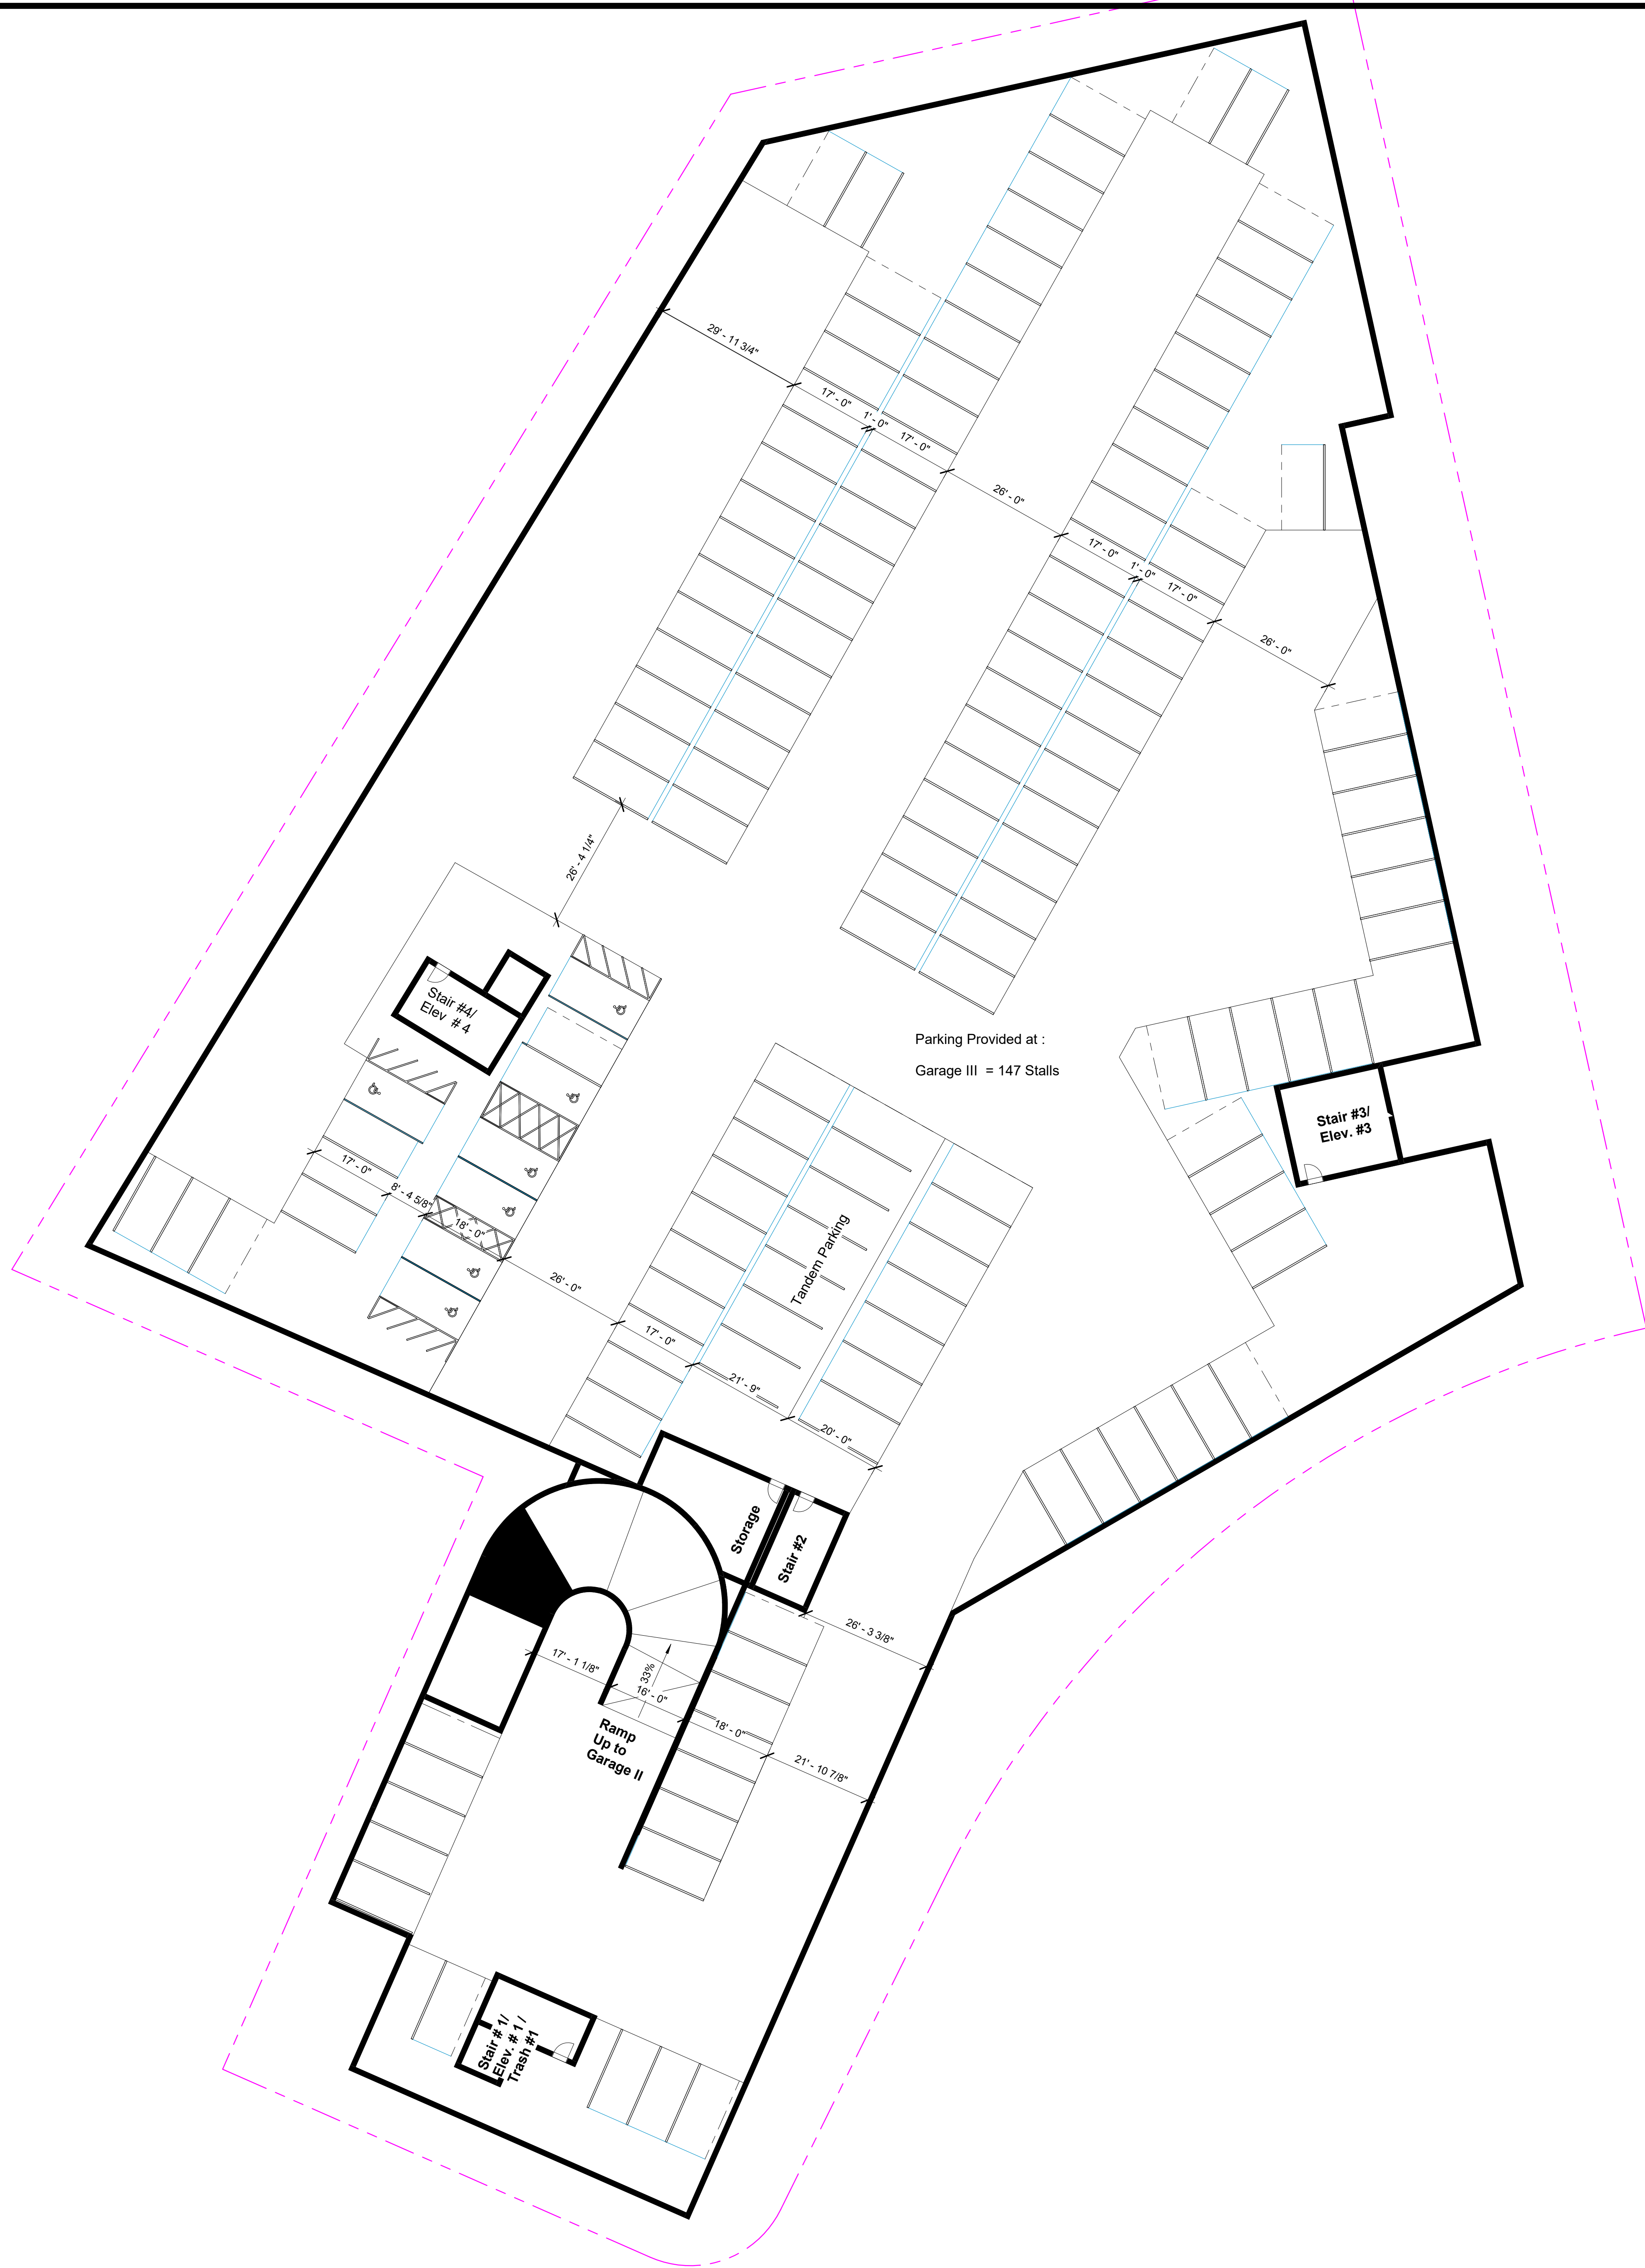 29' - 11 3/4"
17' - 0"
1' - 0"
17' - 0"
26' - 0"
17' - 0"
1' - 0"
17' - 0"
26' - 0"
26' - 4 1/4"
Stair #4/
Elev # 4
Parking Provided at :
Garage III = 147 Stalls
Stair #3/
Elev. #3
17' - 0"
8' - 4 5/8"
18' - 0"
26' - 0"
17' - 0"
21' - 9"
20' - 0"
Tandem Parking
Storage
Stair #2
26' - 3 3/8"
17' - 1 1/8"
33%
16' - 0"
18' - 0"
21' - 10 7/8"
Ramp
Up to
Garage II
Stair # 1/
Elev. # 1 /
Trash #1